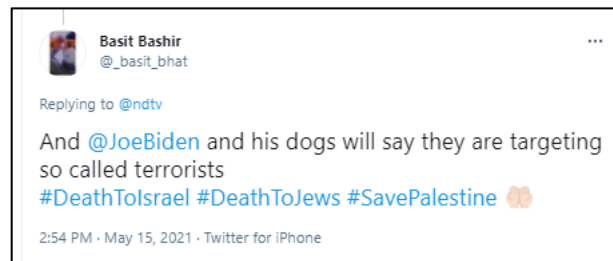 Basit Bashir
@_basit_bhat
Replying to @ndtv
And @JoeBiden and his dogs will say they are targeting
so called terrorists
#DeathToIsrael #DeathToJews #SavePalestine 🤲🏻
2:54 PM · May 15, 2021 · Twitter for iPhone